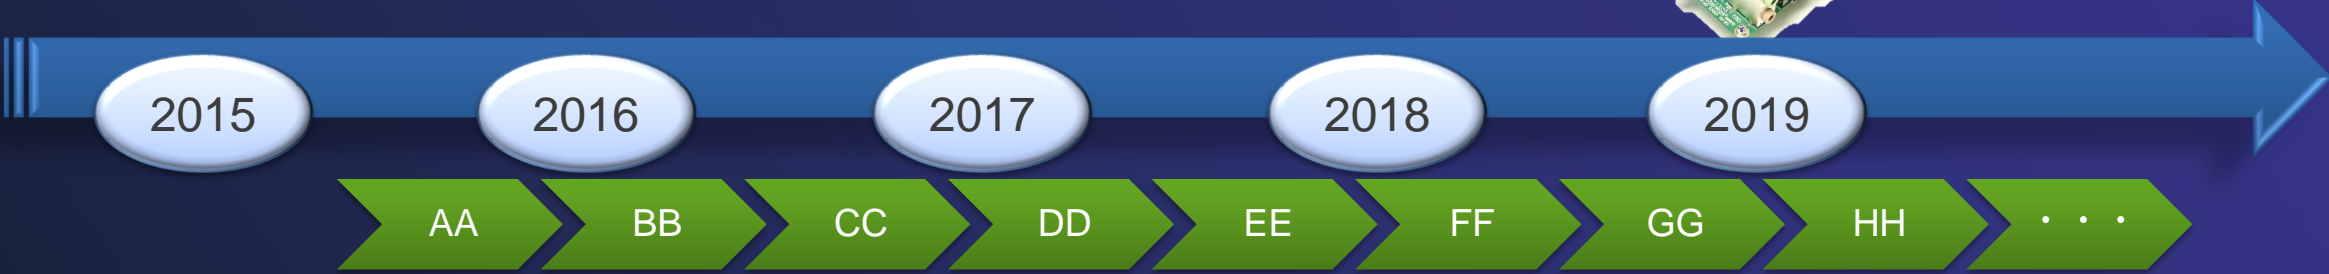 2015 2016 2017 2018 2019
AA BB CC DD EE FF GG HH ・・・